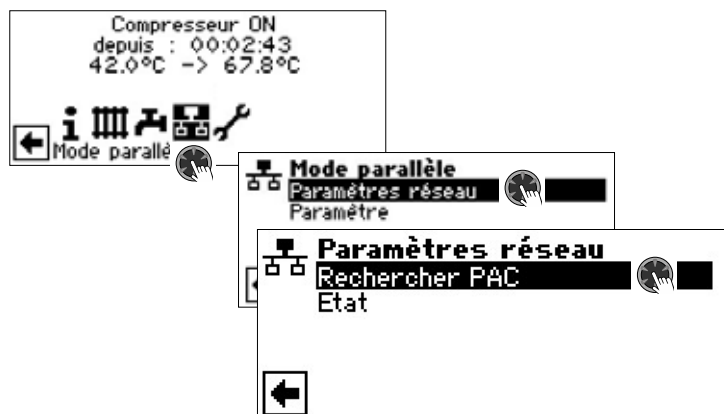 Compresseur ON
depuis : 00:02:43
42.0°C -> 67.8°C
Mode parallè
Mode parallèle
Paramètres réseau
Paramètre
Paramètres réseau
Rechercher PAC
Etat